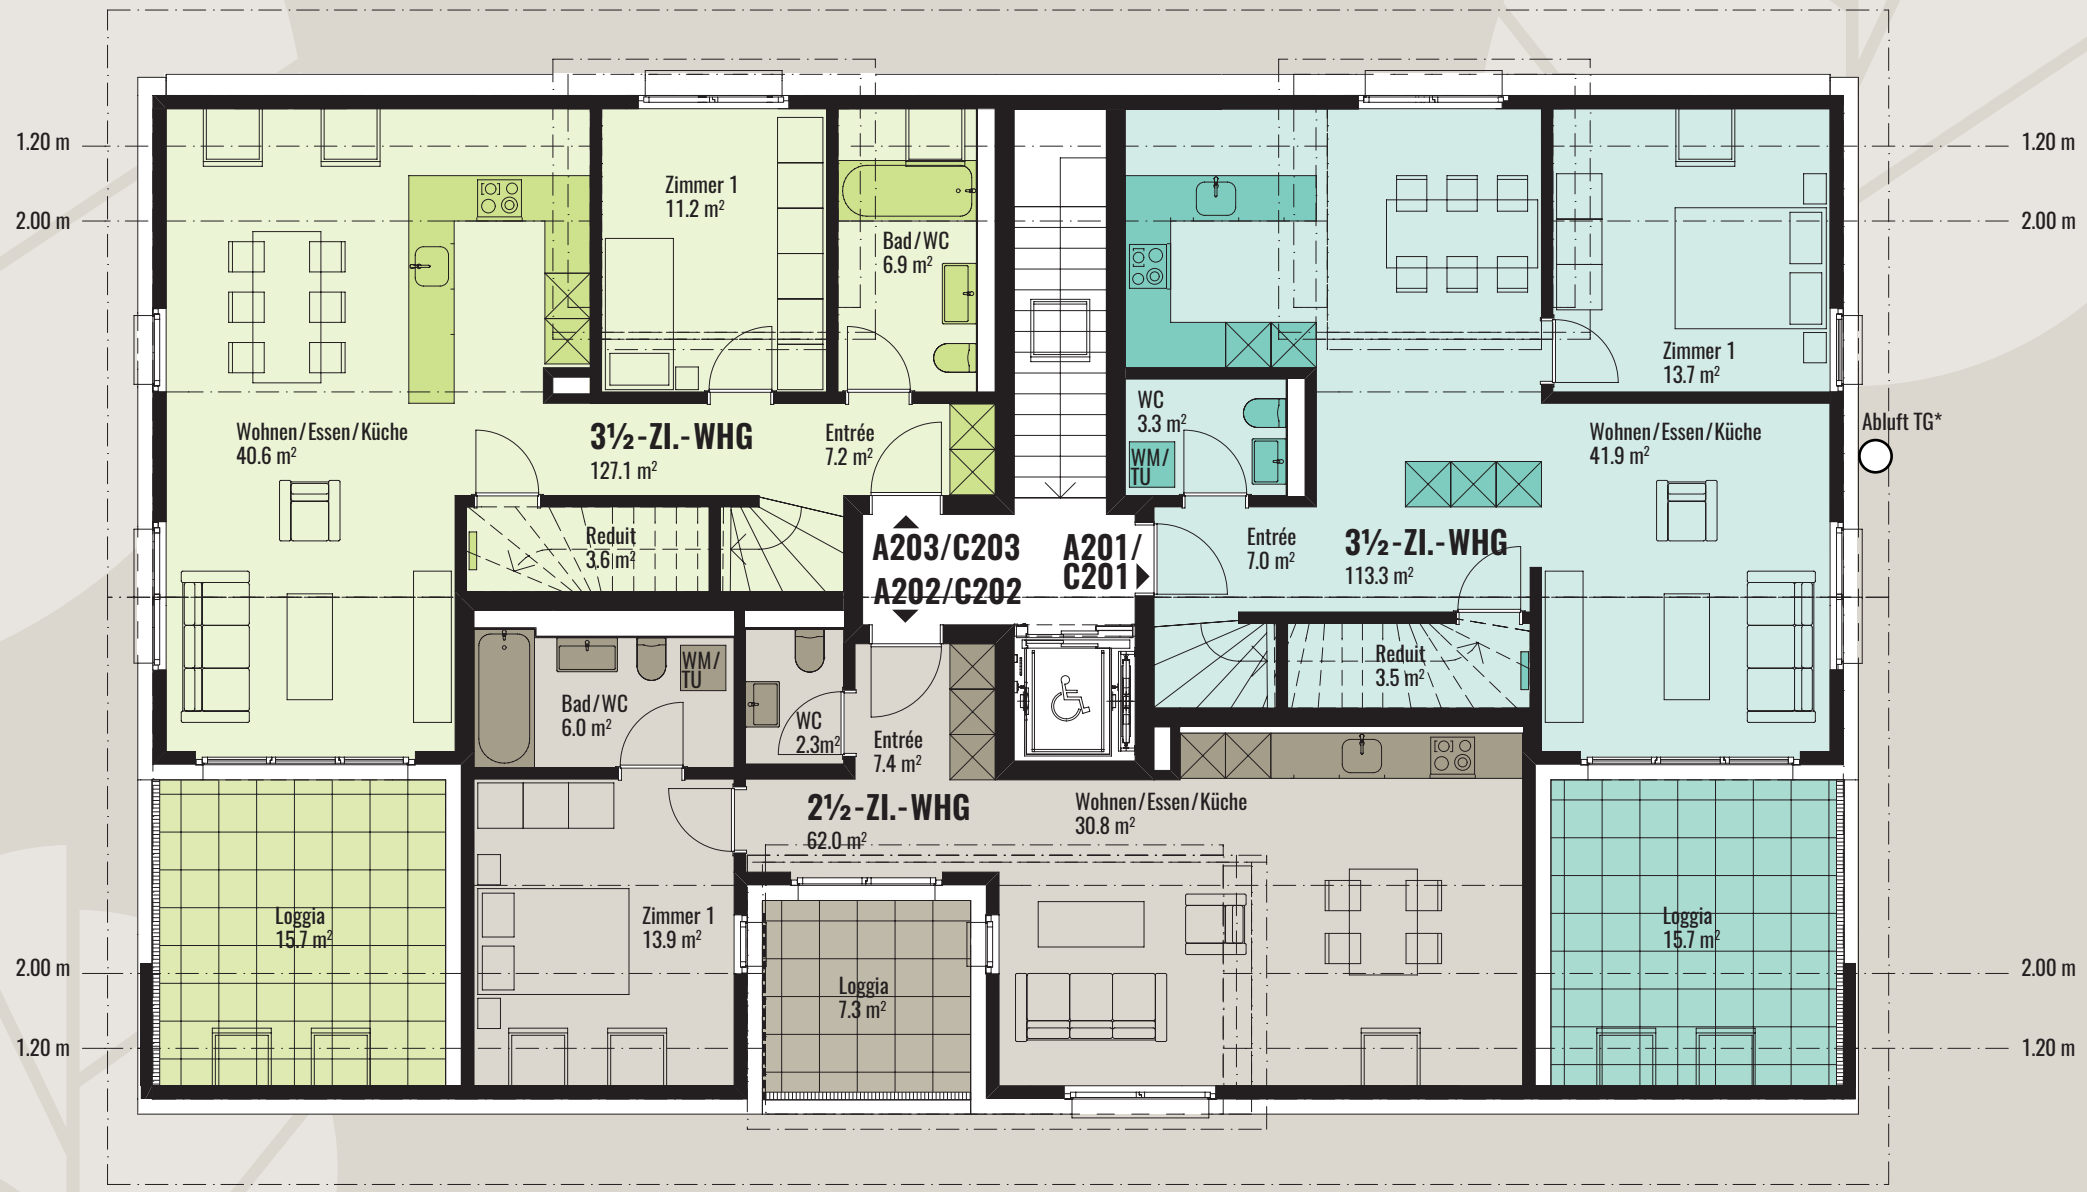 1.20 m
2.00 m
2.00 m
1.20 m
Zimmer 1
11.2 m²
Bad/WC
6.9 m²
Wohnen/Essen/Küche
40.6 m²
3½-ZI.-WHG
127.1 m²
Entrée
7.2 m²
Reduit
3.6 m²
Loggia
15.7 m²
A203/C203
A202/C202
A201/
C201
WC
3.3 m²
WM/
TU
Entrée
7.0 m²
3½-ZI.-WHG
113.3 m²
Zimmer 1
13.7 m²
Wohnen/Essen/Küche
41.9 m²
Reduit
3.5 m²
Loggia
15.7 m²
Abluft TG*
Bad/WC
6.0 m²
WM/
TU
WC
2.3m²
Entrée
7.4 m²
2½-ZI.-WHG
62.0 m²
Wohnen/Essen/Küche
30.8 m²
Zimmer 1
13.9 m²
Loggia
7.3 m²
1.20 m
2.00 m
2.00 m
1.20 m